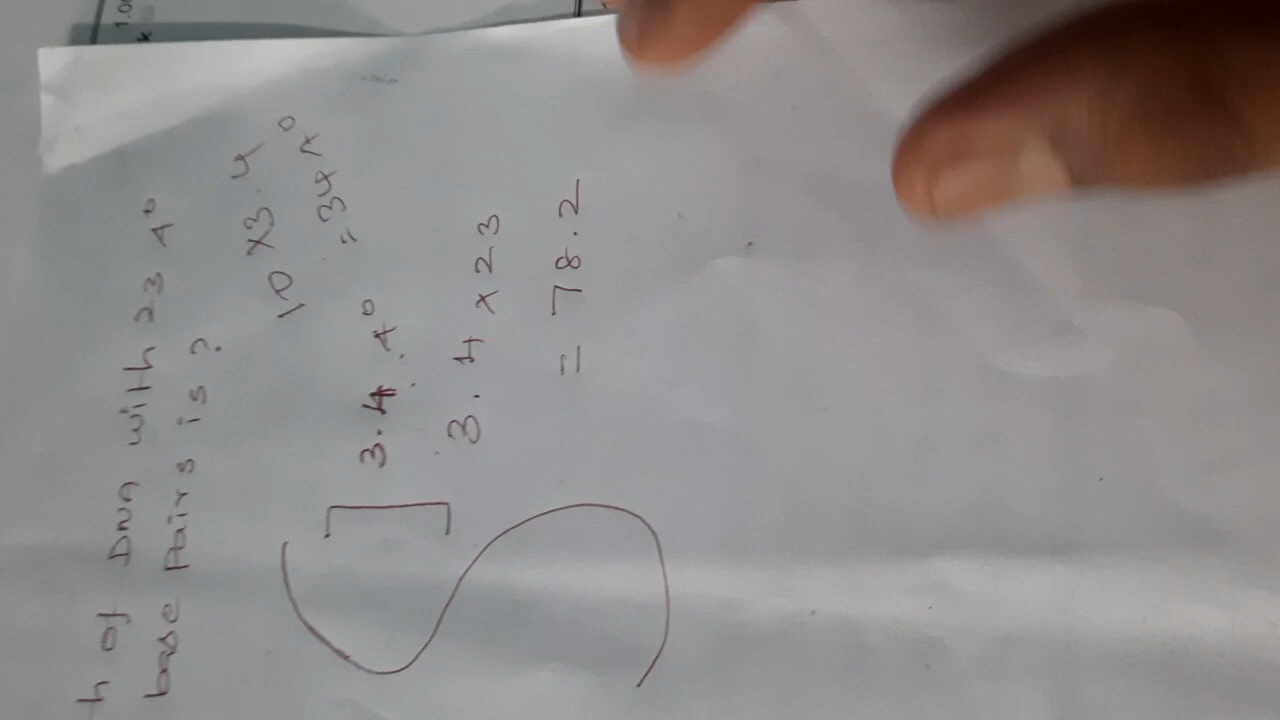 h of DNA with 23 A°
base Pairs is ?
10 x3.4
= 34 A°
3.4 A°
3.4 x 23
= 78.2